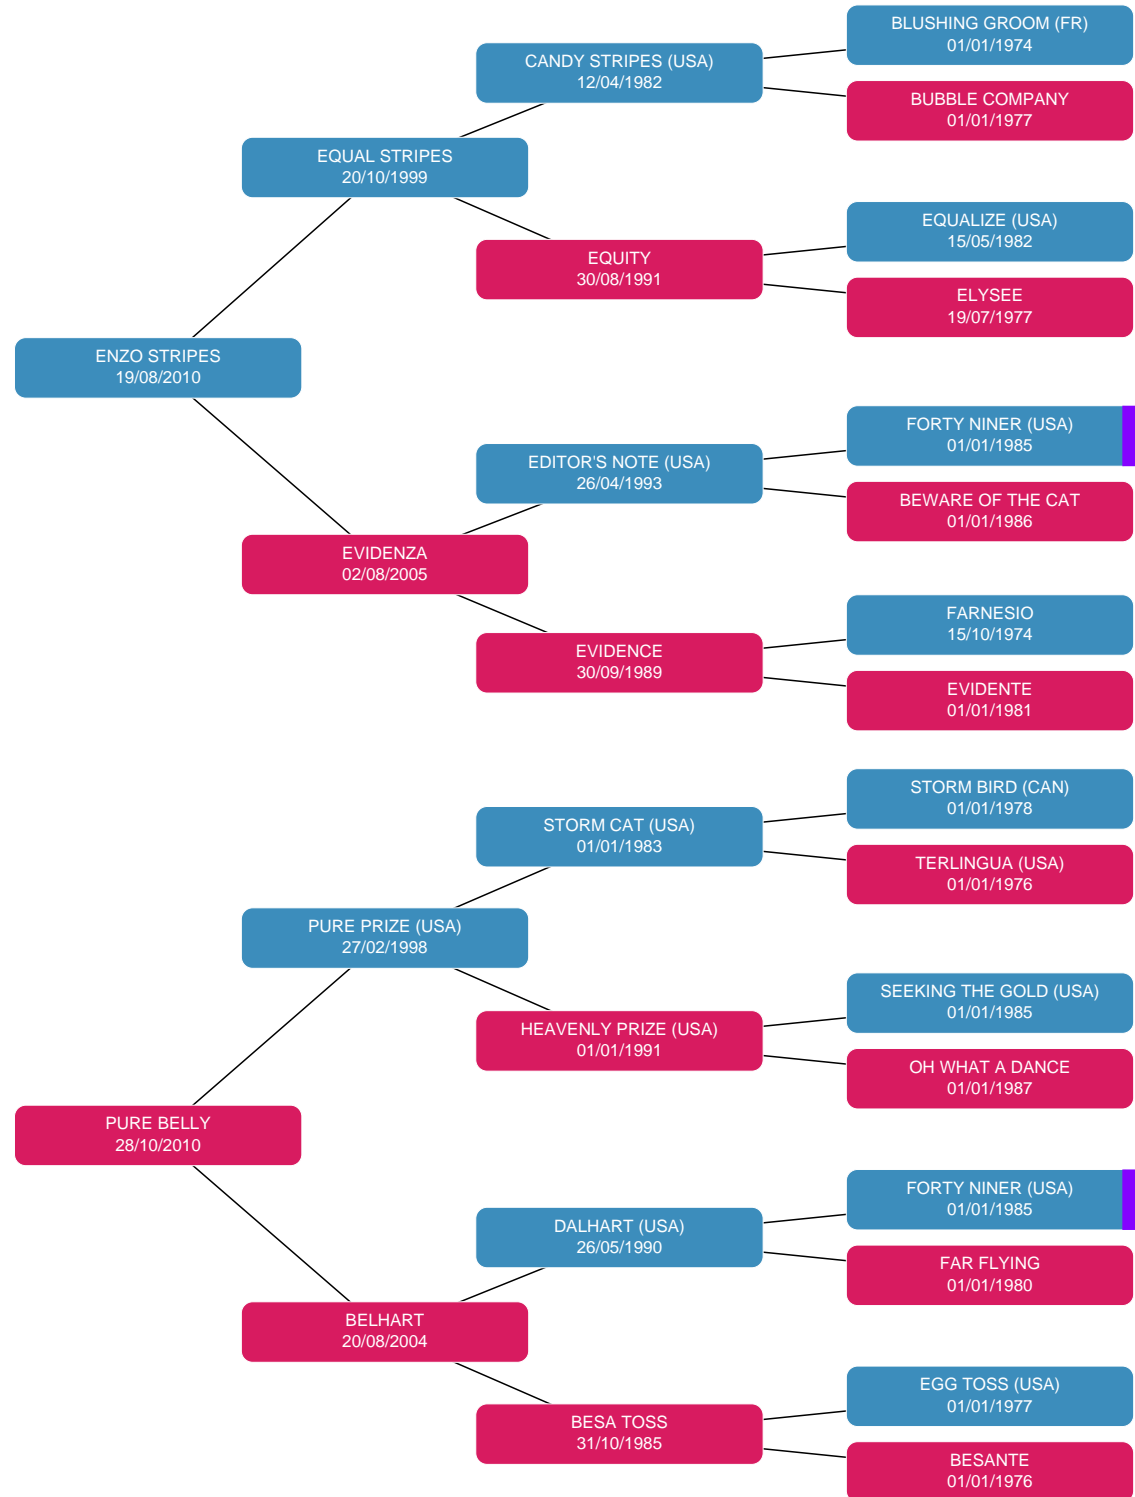 BLUSHING GROOM (FR)
01/01/1974
CANDY STRIPES (USA)
12/04/1982
BUBBLE COMPANY
01/01/1977
EQUAL STRIPES
20/10/1999
EQUALIZE (USA)
15/05/1982
EQUITY
30/08/1991
ELYSEE
19/07/1977
ENZO STRIPES
19/08/2010
FORTY NINER (USA)
01/01/1985
EDITOR'S NOTE (USA)
26/04/1993
BEWARE OF THE CAT
01/01/1986
EVIDENZA
02/08/2005
FARNESIO
15/10/1974
EVIDENCE
30/09/1989
EVIDENTE
01/01/1981
STORM BIRD (CAN)
01/01/1978
STORM CAT (USA)
01/01/1983
TERLINGUA (USA)
01/01/1976
PURE PRIZE (USA)
27/02/1998
SEEKING THE GOLD (USA)
01/01/1985
HEAVENLY PRIZE (USA)
01/01/1991
OH WHAT A DANCE
01/01/1987
PURE BELLY
28/10/2010
FORTY NINER (USA)
01/01/1985
DALHART (USA)
26/05/1990
FAR FLYING
01/01/1980
BELHART
20/08/2004
EGG TOSS (USA)
01/01/1977
BESA TOSS
31/10/1985
BESANTE
01/01/1976